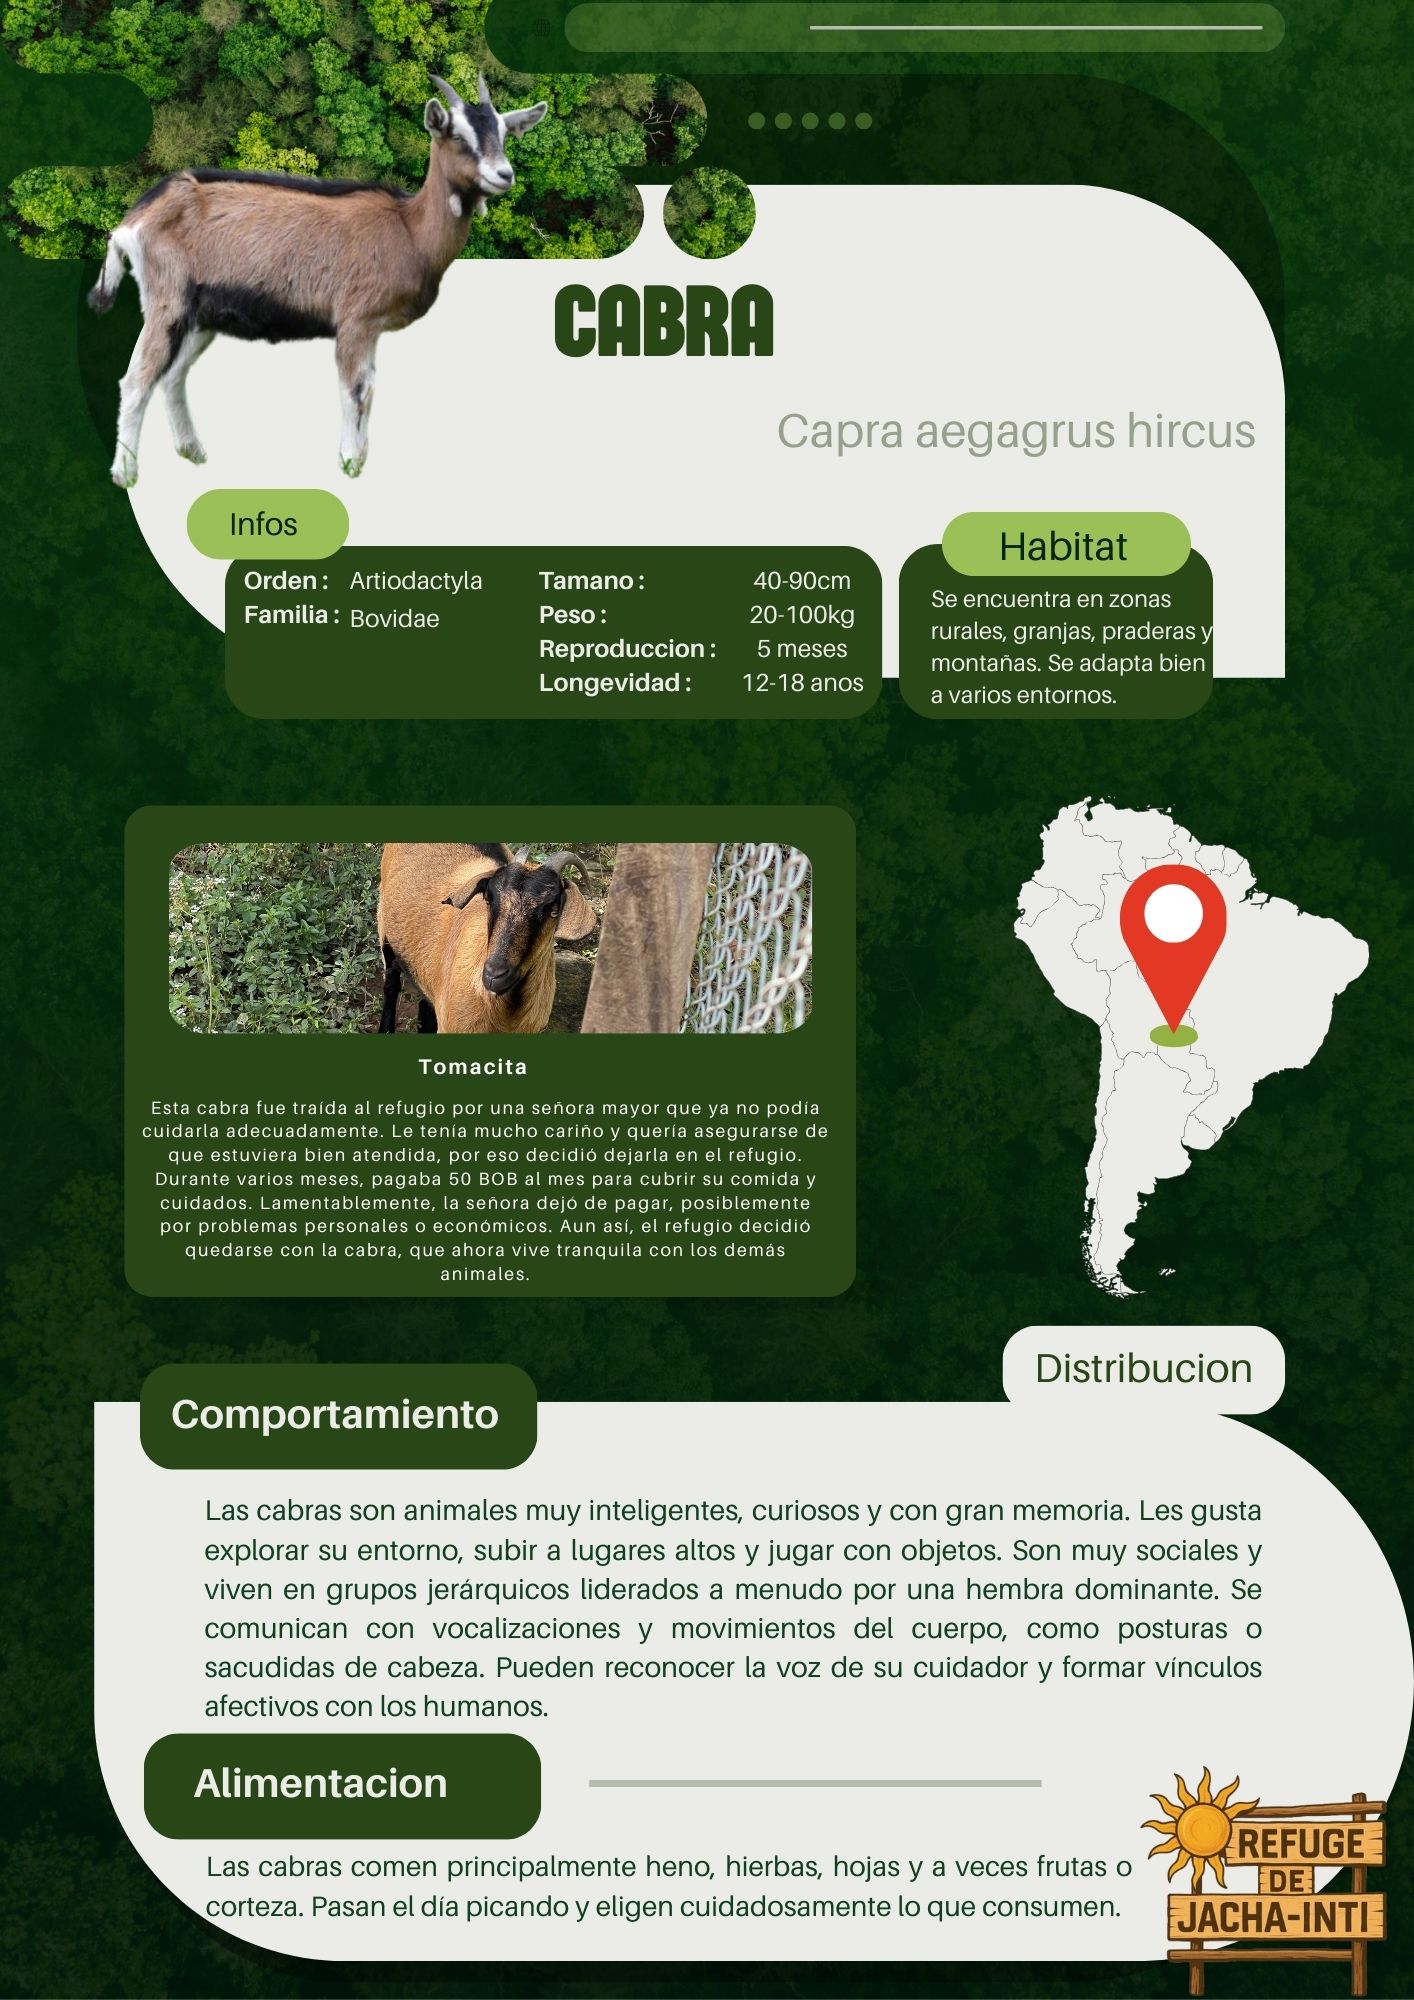 CABRA
Capra aegagrus hircus
Infos
Orden : Artiodactyla
Familia : Bovidae
Tamano : 40-90cm
Peso : 20-100kg
Reproduccion : 5 meses
Longevidad : 12-18 anos
Habitat
Se encuentra en zonas
rurales, granjas, praderas y
montañas. Se adapta bien
a varios entornos.
Tomacita
Esta cabra fue traída al refugio por una señora mayor que ya no podía
cuidarla adecuadamente. Le tenía mucho cariño y quería asegurarse de
que estuviera bien atendida, por eso decidió dejarla en el refugio.
Durante varios meses, pagaba 50 BOB al mes para cubrir su comida y
cuidados. Lamentablemente, la señora dejó de pagar, posiblemente
por problemas personales o económicos. Aun así, el refugio decidió
quedarse con la cabra, que ahora vive tranquila con los demás
animales.
Distribucion
Comportamiento
Las cabras son animales muy inteligentes, curiosos y con gran memoria. Les gusta
explorar su entorno, subir a lugares altos y jugar con objetos. Son muy sociales y
viven en grupos jerárquicos liderados a menudo por una hembra dominante. Se
comunican con vocalizaciones y movimientos del cuerpo, como posturas o
sacudidas de cabeza. Pueden reconocer la voz de su cuidador y formar vínculos
afectivos con los humanos.
Alimentacion
Las cabras comen principalmente heno, hierbas, hojas y a veces frutas o
corteza. Pasan el día picando y eligen cuidadosamente lo que consumen.
REFUGE
DE
JACHA-INTI